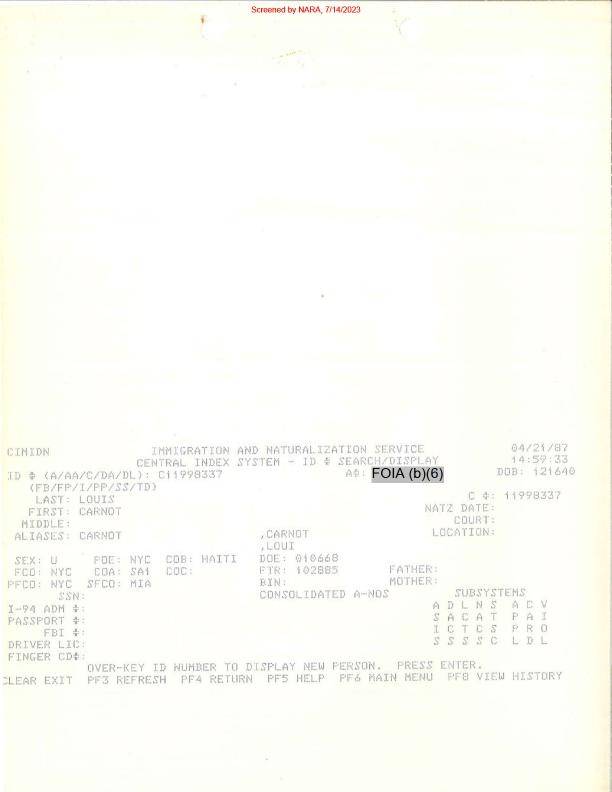 Screened by NARA, 7/14/2023
CIMIDN IMMIGRATION AND NATURALIZATION SERVICE 04/21/87
CENTRAL INDEX SYSTEM - ID # SEARCH/DISPLAY 14:59:33
ID # (A/AA/C/DA/DL): C11998337 A#: FOIA (b)(6) DOB: 121640
(FB/FP/I/PP/SS/TD)
LAST: LOUIS C #: 11998337
FIRST: CARNOT NATZ DATE:
MIDDLE: COURT:
ALIASES: CARNOT ,CARNOT LOCATION:
,LOUI
SEX: U POE: NYC COB: HAITI DOE: 010668
FCO: NYC COA: SA1 COC: FTR: 102885 FATHER:
PFCO: NYC SFCO: MIA BIN: MOTHER:
SSN: CONSOLIDATED A-NOS SUBSYSTEMS
I-94 ADM #: A D L N S A C V
PASSPORT #: S A C A T P A I
FBI #: I C T C S P R O
DRIVER LIC: S S S S C L D L
FINGER CD#:
OVER-KEY ID NUMBER TO DISPLAY NEW PERSON. PRESS ENTER.
CLEAR EXIT PF3 REFRESH PF4 RETURN PF5 HELP PF6 MAIN MENU PF8 VIEW HISTORY